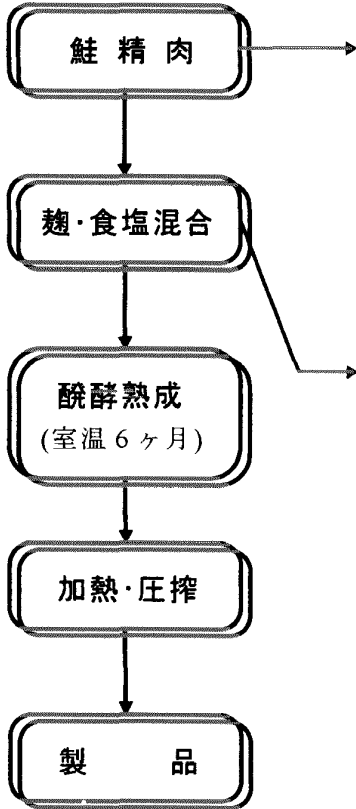 鮭精肉
麹・食塩混合
醗酵熟成
(室温6ヶ月)
加熱・圧搾
製品